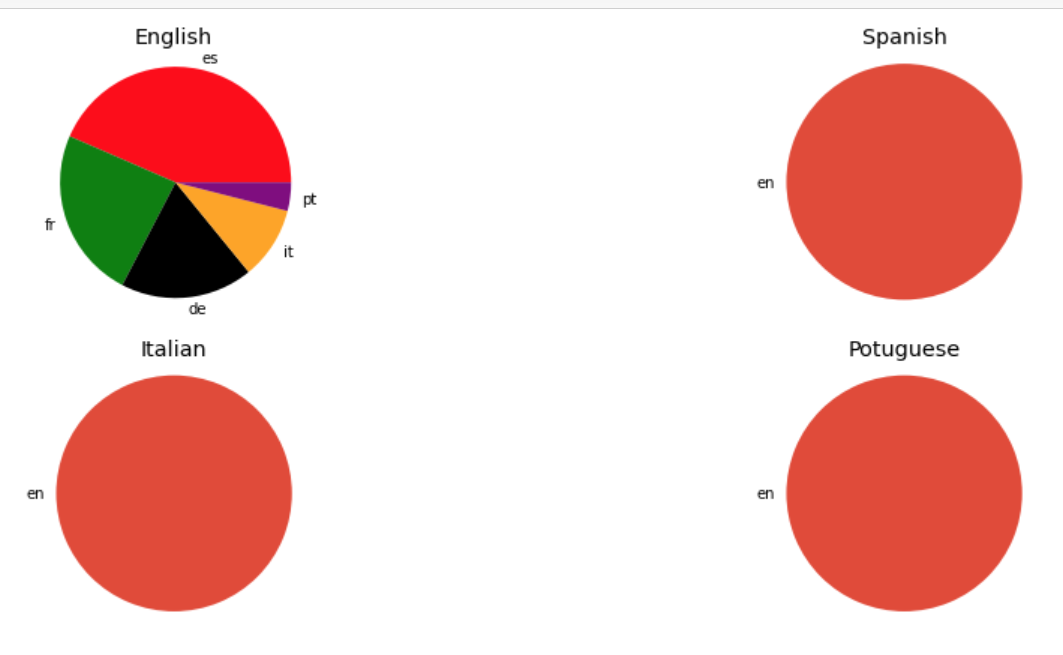 English
es
fr
de
it
pt
Spanish
en
Italian
en
Potuguese
en